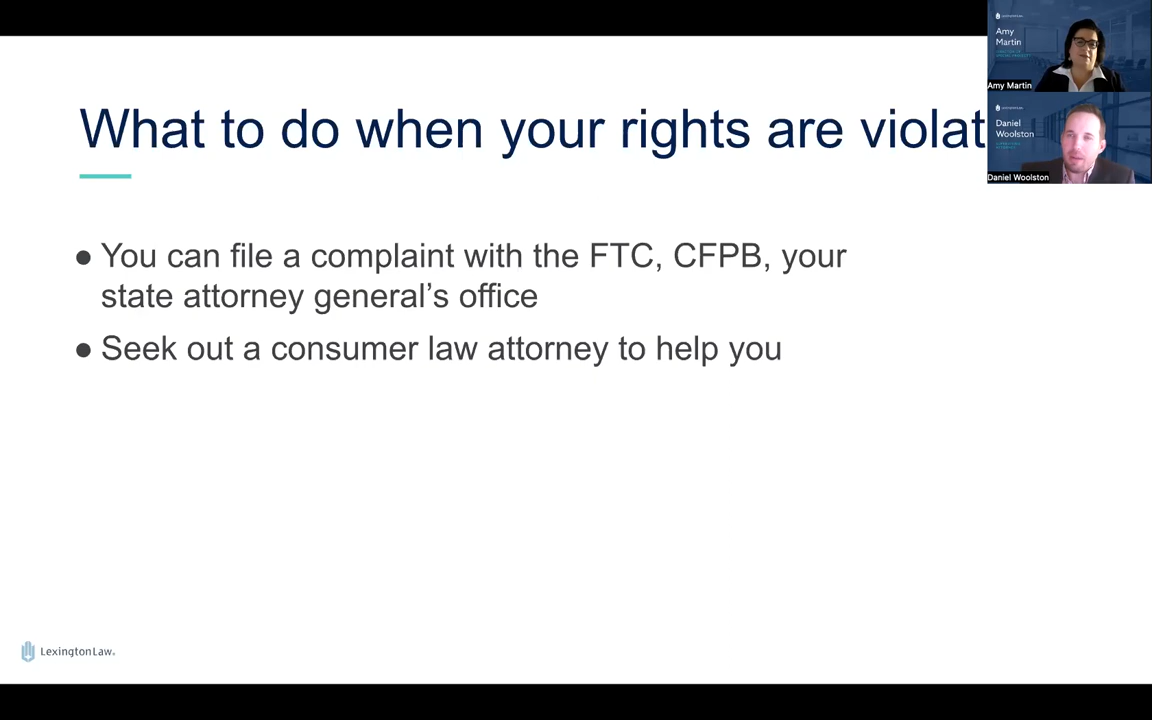 What to do when your rights are violat
● You can file a complaint with the FTC, CFPB, your
state attorney general’s office
● Seek out a consumer law attorney to help you
LexingtonLaw.
Amy
Martin
Amy Martin
Daniel
Woolston
Daniel Woolston